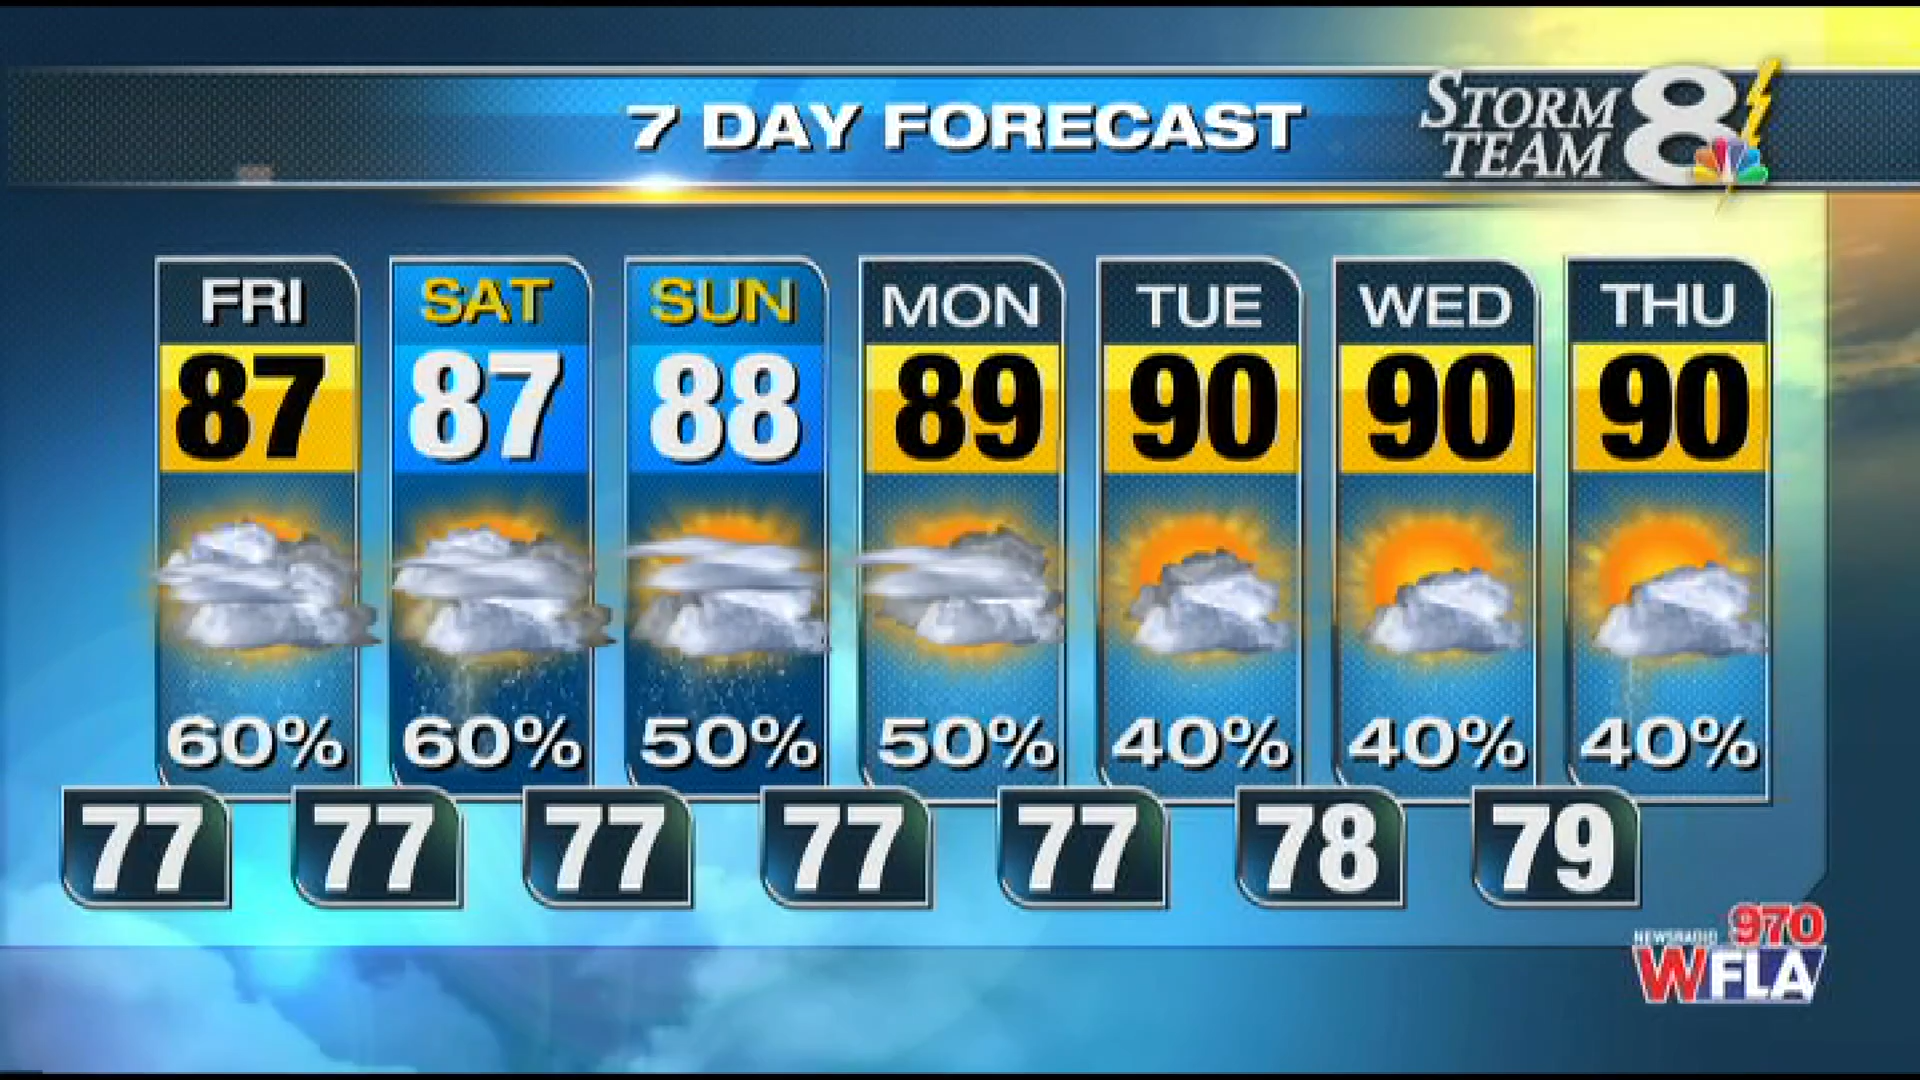 7 DAY FORECAST
STORM
TEAM 8
FRI SAT SUN MON TUE WED THU
87 87 88 89 90 90 90
60% 60% 50% 50% 40% 40% 40%
77 77 77 77 77 78 79
NEWSRADIO 970
WFLA